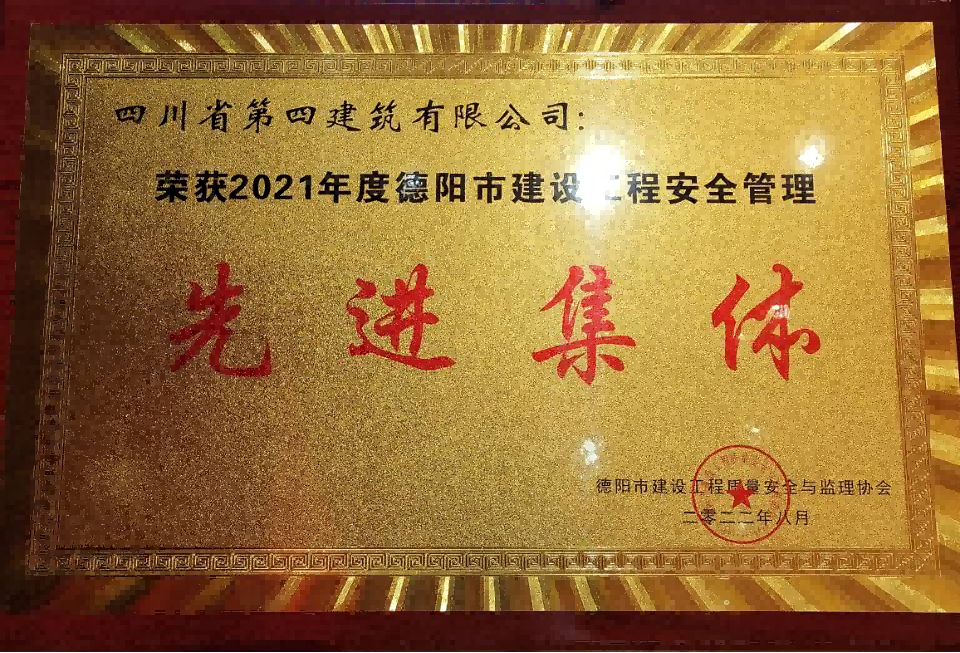 四川省第四建筑有限公司:
荣获2021年度德阳市建设工程安全管理
先进集体
德阳市建设工程质量安全与监理协会
二零二二年八月